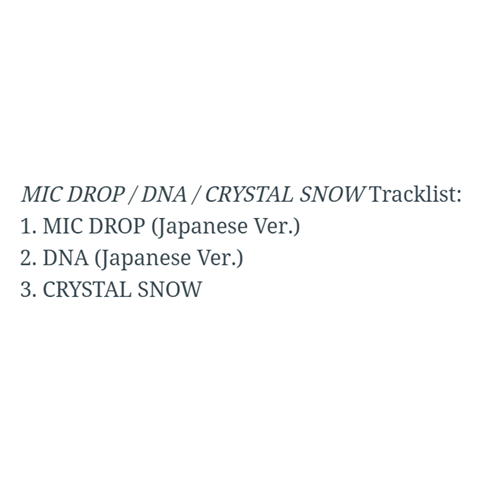 MIC DROP / DNA / CRYSTAL SNOW Tracklist:
1. MIC DROP (Japanese Ver.)
2. DNA (Japanese Ver.)
3. CRYSTAL SNOW